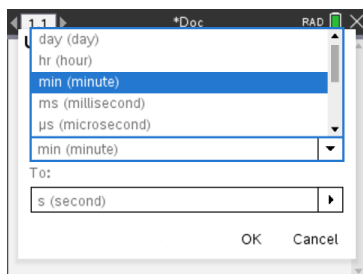 1.1 *Doc RAD
day (day)
hr (hour)
min (minute)
ms (millisecond)
µs (microsecond)
min (minute)
To:
s (second)
OK Cancel